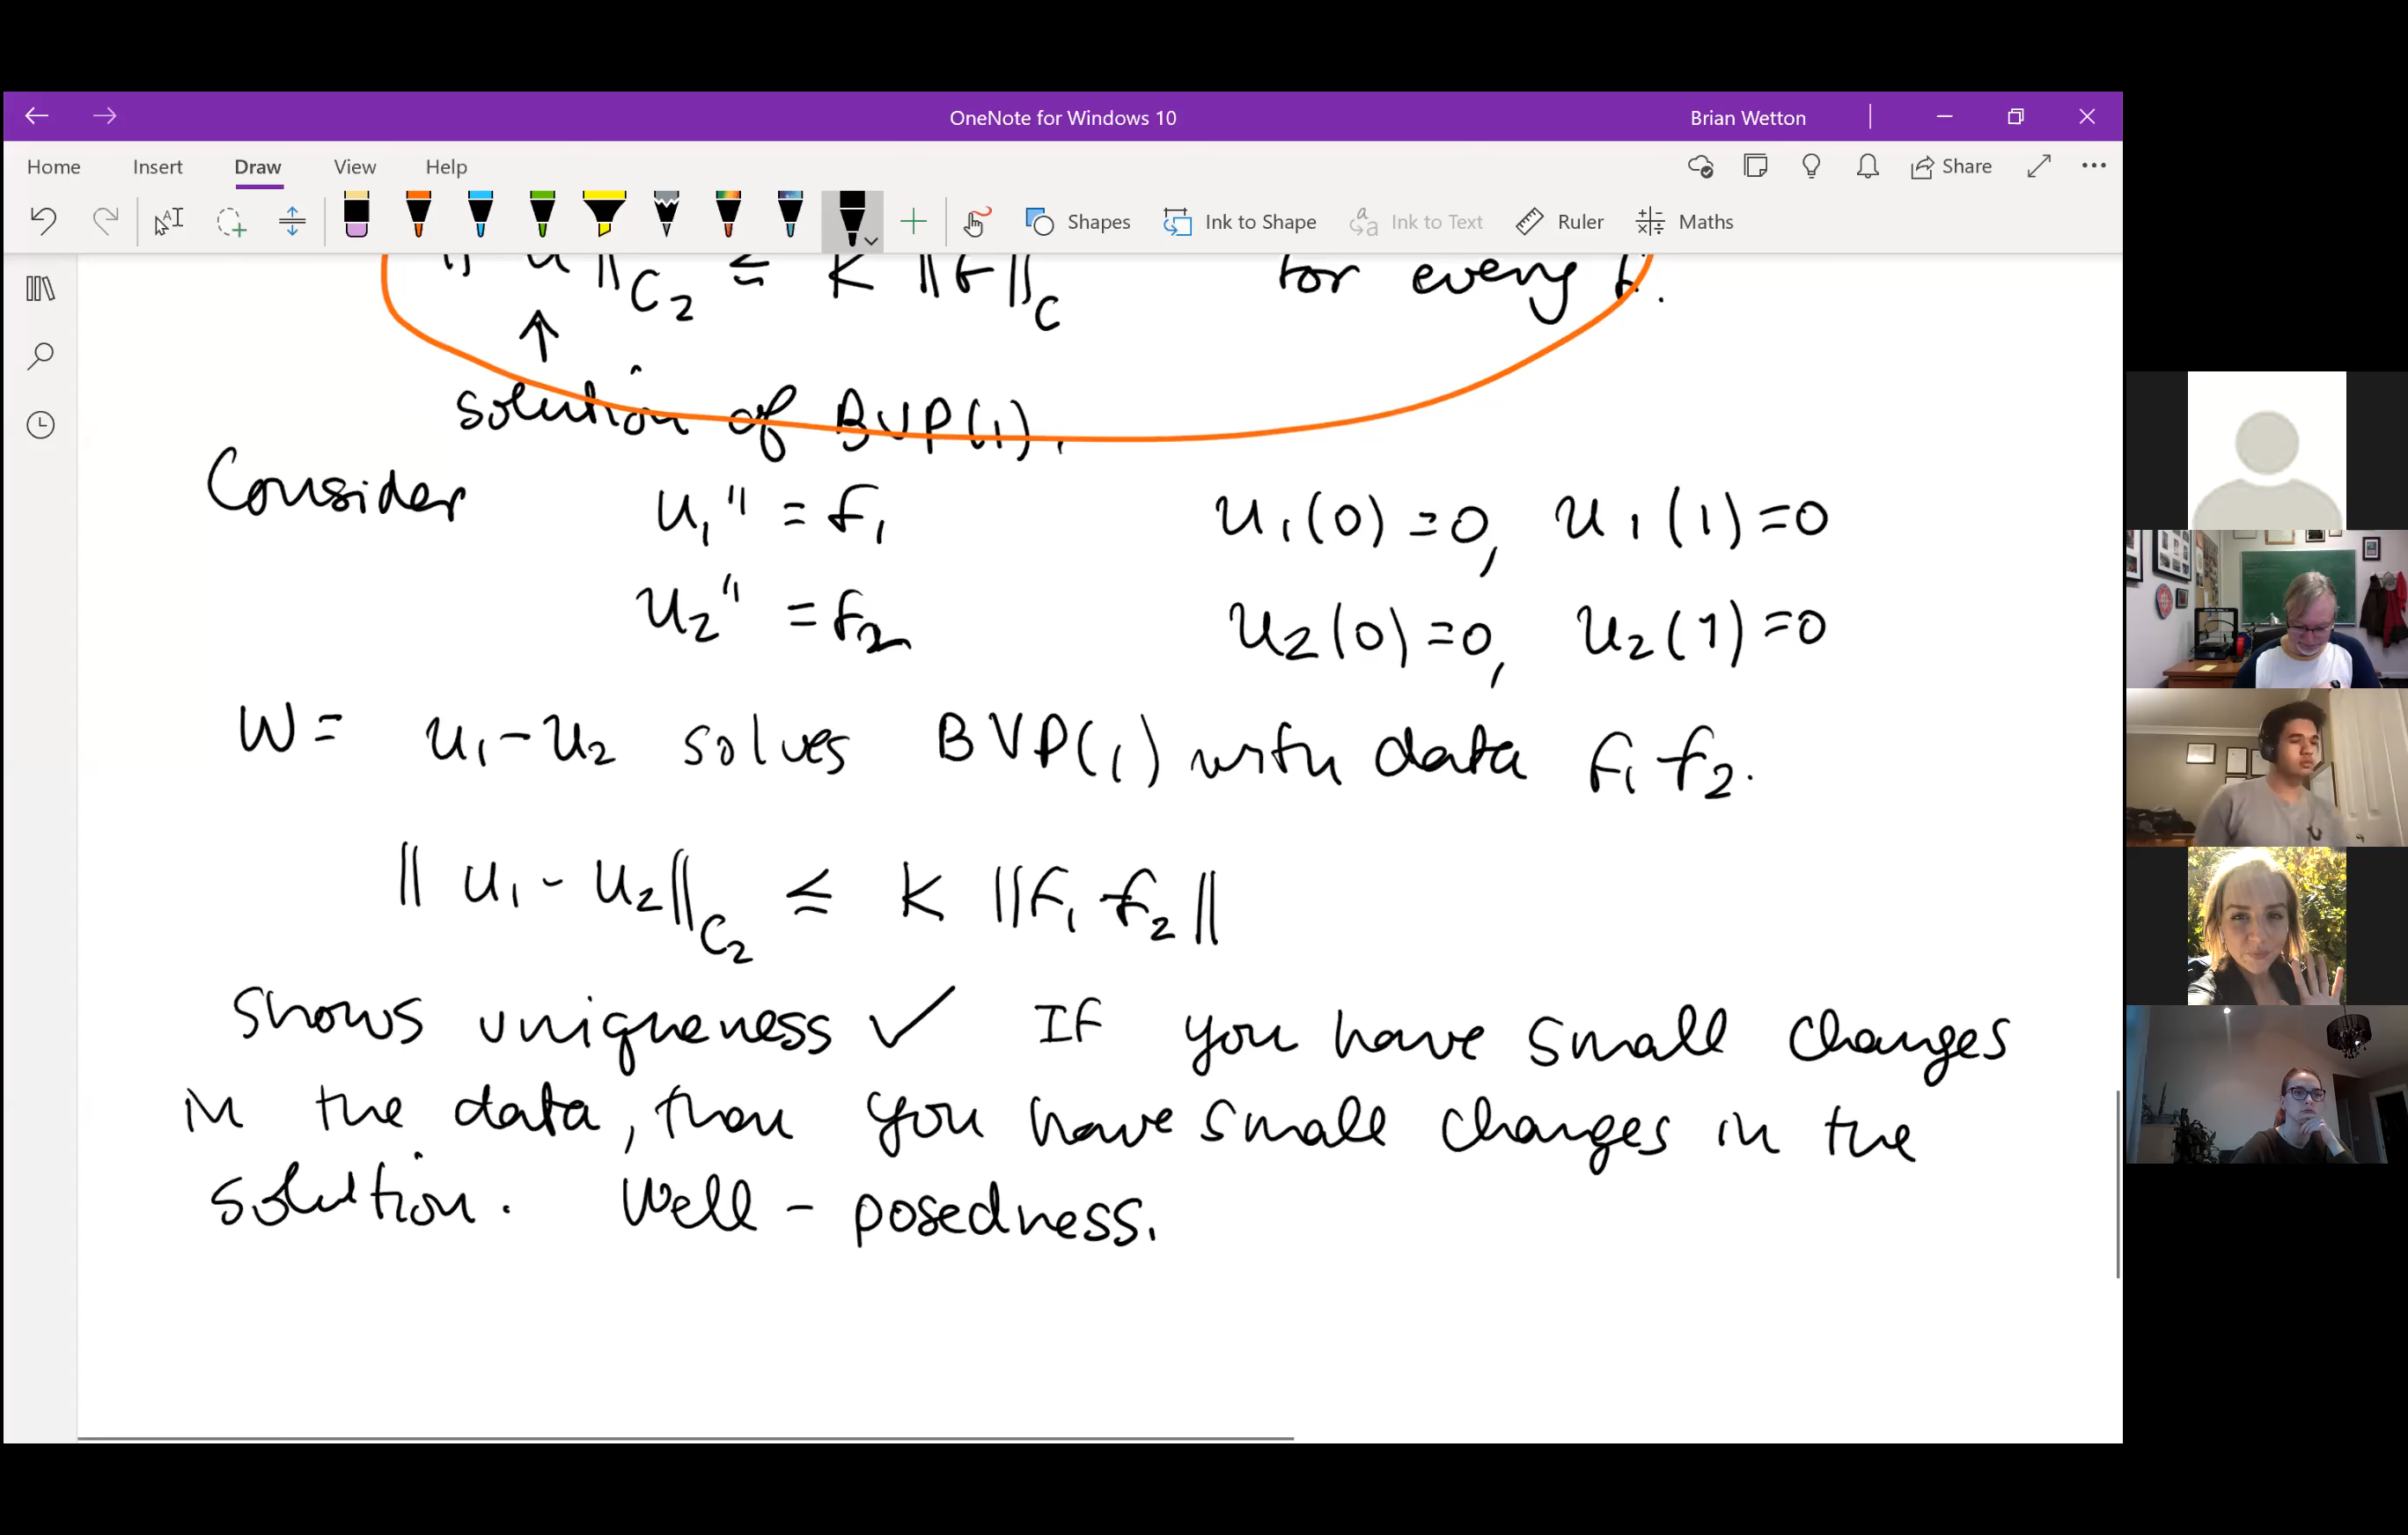 OneNote for Windows 10
Brian Wetton
Home Insert Draw View Help
Share
Shapes Ink to Shape Ink to Text Ruler Maths
|| u ||C2 ≤ K ||f||C for every f.
↑
solution of BVP(1).
Consider u1'' = f1 u1(0) = 0, u1(1) = 0
u2'' = f2 u2(0) = 0, u2(1) = 0
W = u1 - u2 solves BVP(1) with data f1 - f2.
|| u1 - u2 ||C2 ≤ K || f1 - f2 ||
Shows uniqueness ✓ If you have small changes
in the data, then you have small changes in the
solution. Well - posedness.